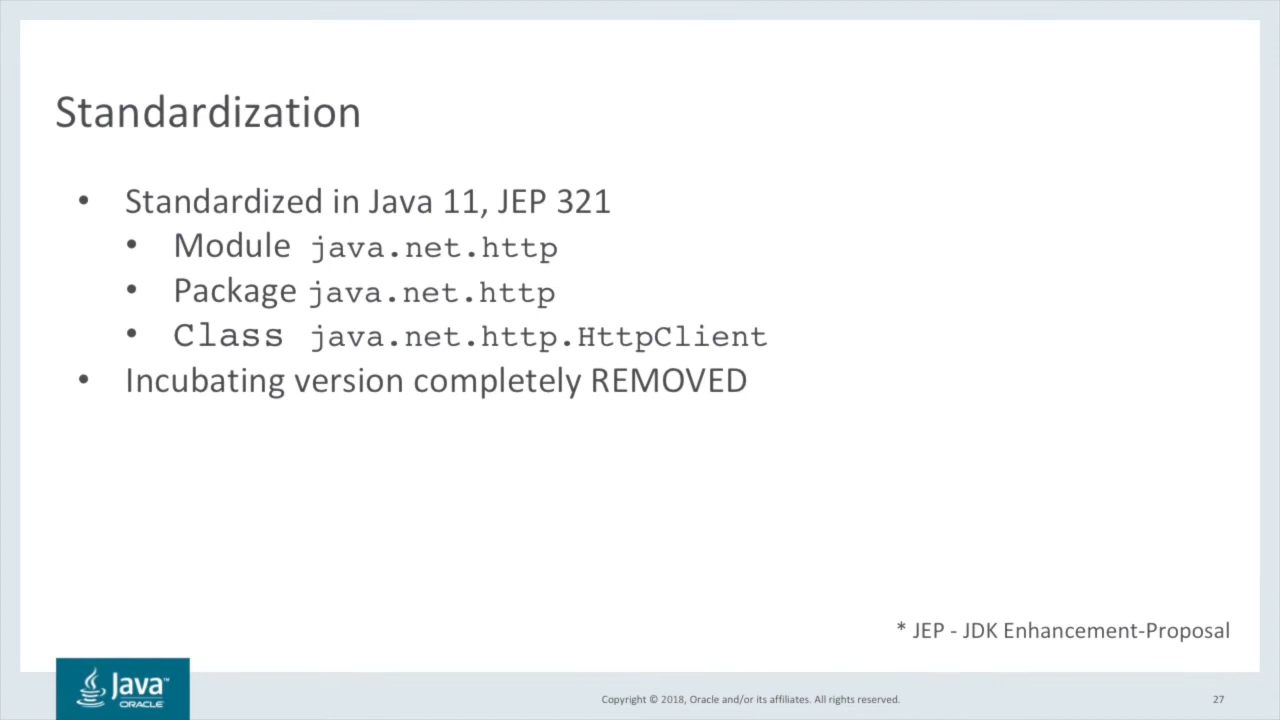 Standardization
• Standardized in Java 11, JEP 321
• Module java.net.http
• Package java.net.http
• Class java.net.http.HttpClient
• Incubating version completely REMOVED
* JEP - JDK Enhancement-Proposal
Java™
ORACLE
Copyright © 2018, Oracle and/or its affiliates. All rights reserved.
27